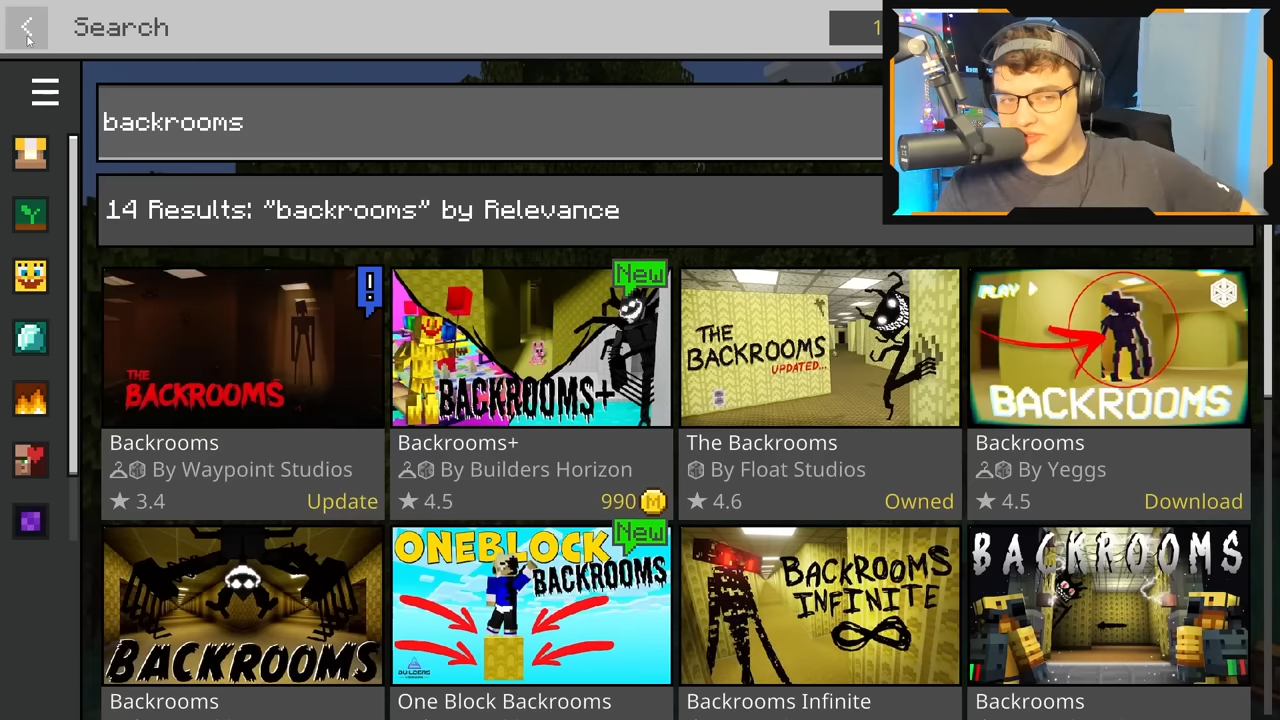 Search
1
backrooms
14 Results: "backrooms" by Relevance
THE
BACKROOMS
New
BACKROOMS+
THE
BACKROOMS
UPDATED...
PLAY
BACKROOMS
Backrooms
By Waypoint Studios
3.4
Update
Backrooms+
By Builders Horizon
4.5
990
The Backrooms
By Float Studios
4.6
Owned
Backrooms
By Yeggs
4.5
Download
BACKROOMS
ONEBLOCK
New
BACKROOMS
BUILDERS
BACKROOMS
INFINITE
BACKROOMS
Backrooms
One Block Backrooms
Backrooms Infinite
Backrooms